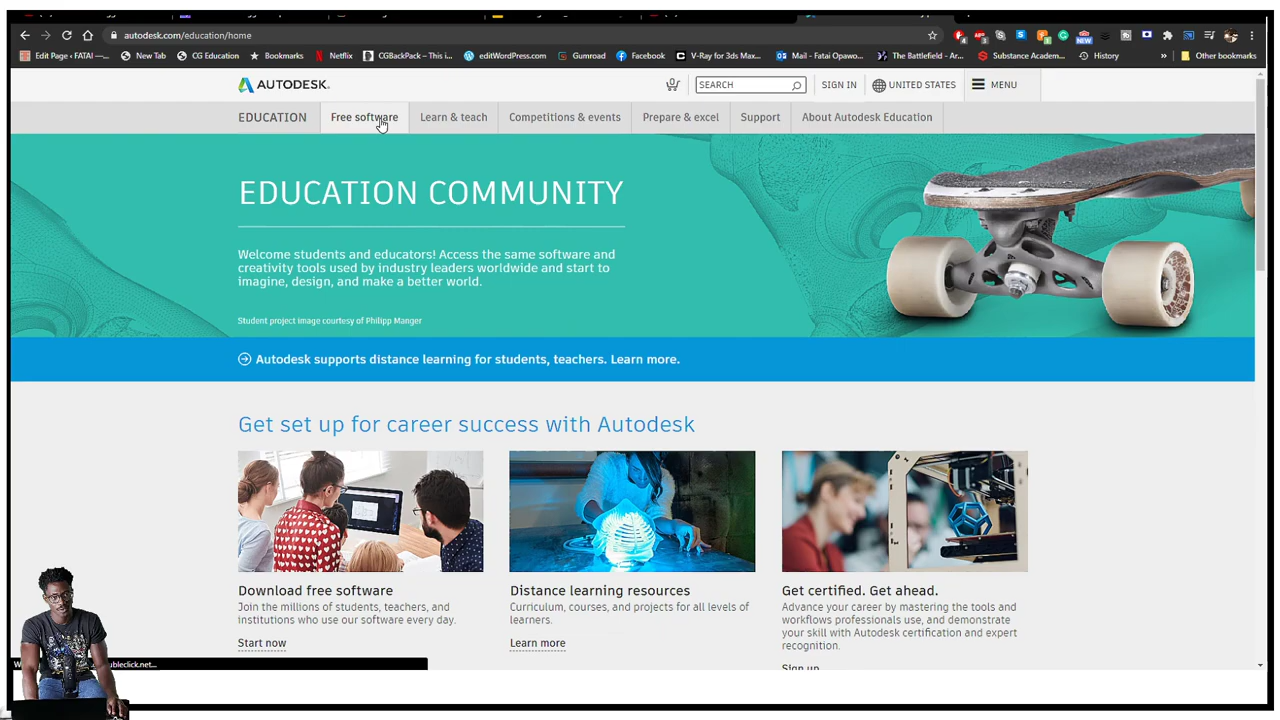 autodesk.com/education/home
NEW
Edit Page ‹ FATAI —...
New Tab
CG Education
Bookmarks
Netflix
CGBackPack – This i...
editWordPress.com
Gumroad
Facebook
V-Ray for 3ds Max...
Mail - Fatai Opawo...
The Battlefield - Ar...
Substance Academ...
History
»
Other bookmarks
AUTODESK.
SEARCH
SIGN IN
UNITED STATES
MENU
EDUCATION
Free software
Learn & teach
Competitions & events
Prepare & excel
Support
About Autodesk Education
EDUCATION COMMUNITY
Welcome students and educators! Access the same software and
creativity tools used by industry leaders worldwide and start to
imagine, design, and make a better world.
Student project image courtesy of Philipp Manger
Autodesk supports distance learning for students, teachers. Learn more.
Get set up for career success with Autodesk
Download free software
Join the millions of students, teachers, and
institutions who use our software every day.
Start now
Distance learning resources
Curriculum, courses, and projects for all levels of
learners.
Learn more
Get certified. Get ahead.
Advance your career by mastering the tools and
workflows professionals use, and demonstrate
your skill with Autodesk certification and expert
recognition.
Sign up
ubleclick.net...